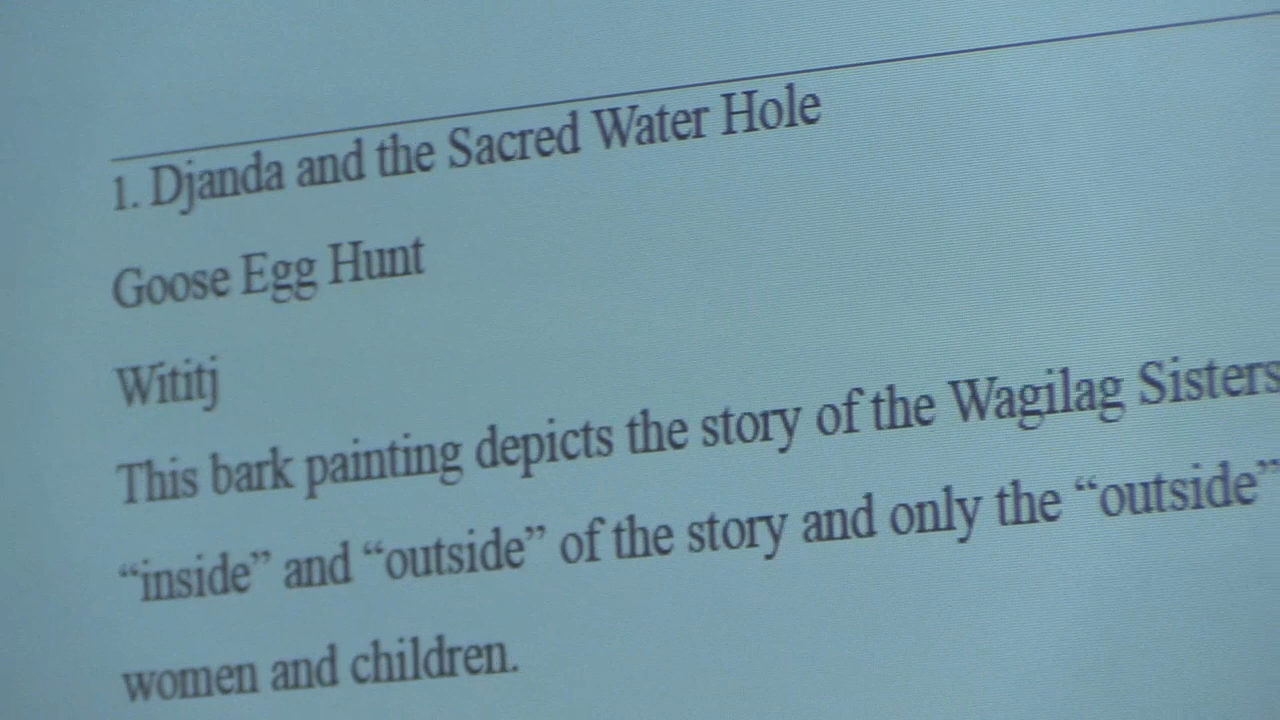 1. Djanda and the Sacred Water Hole
Goose Egg Hunt
Wititj
This bark painting depicts the story of the Wagilag Sisters
“inside” and “outside” of the story and only the “outside”
women and children.